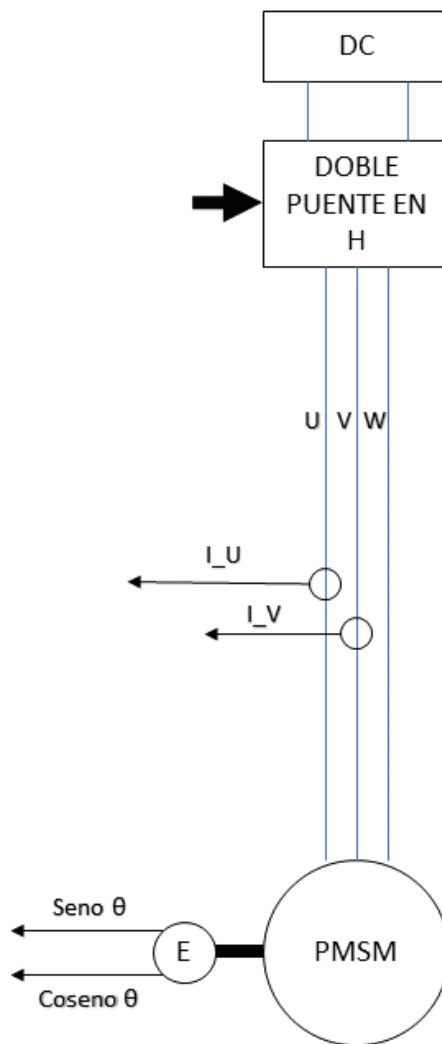 DC
DOBLE
PUENTE EN
H
U V W
I_U
I_V
Seno θ
E
PMSM
Coseno θ